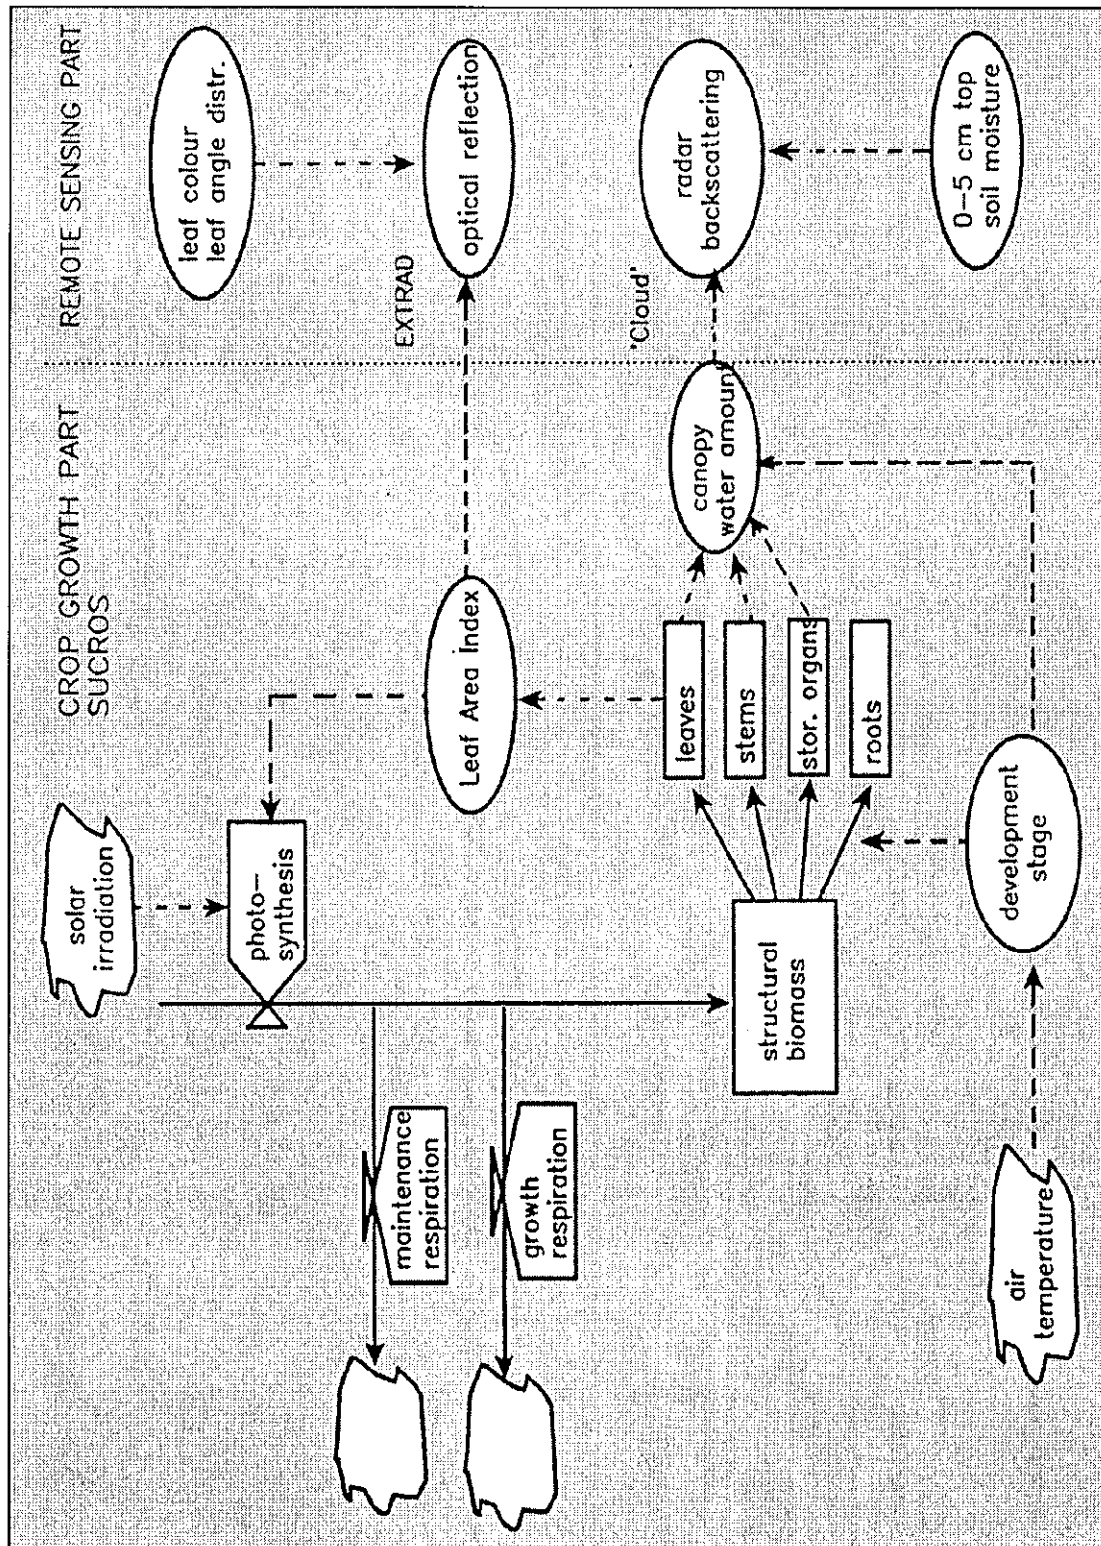 CROP GROWTH PART
SUCROS
REMOTE SENSING PART
solar
irradiation
leaf colour
leaf angle distr.
photo-
synthesis
maintenance
respiration
EXTRAD
Leaf Area Index
optical reflection
growth
respiration
'Cloud'
leaves
stems
stor. organs
roots
canopy
water amount
radar
backscattering
structural
biomass
air
temperature
development
stage
0-5 cm top
soil moisture